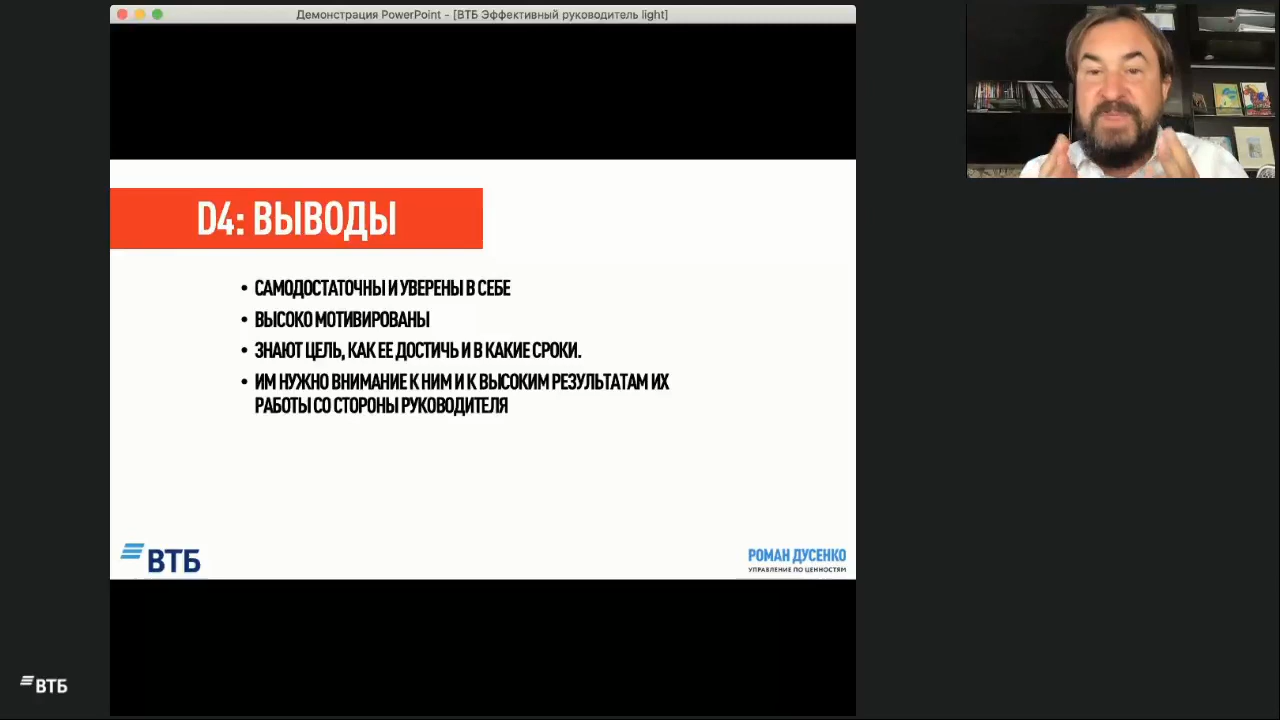 Демонстрация PowerPoint - [ВТБ Эффективный руководитель light]
D4: ВЫВОДЫ
• САМОДОСТАТОЧНЫ И УВЕРЕНЫ В СЕБЕ
• ВЫСОКО МОТИВИРОВАНЫ
• ЗНАЮТ ЦЕЛЬ, КАК ЕЕ ДОСТИЧЬ И В КАКИЕ СРОКИ.
• ИМ НУЖНО ВНИМАНИЕ К НИМ И К ВЫСОКИМ РЕЗУЛЬТАТАМ ИХ
РАБОТЫ СО СТОРОНЫ РУКОВОДИТЕЛЯ
ВТБ
РОМАН ДУСЕНКО
УПРАВЛЕНИЕ ПО ЦЕННОСТЯМ
ВТБ